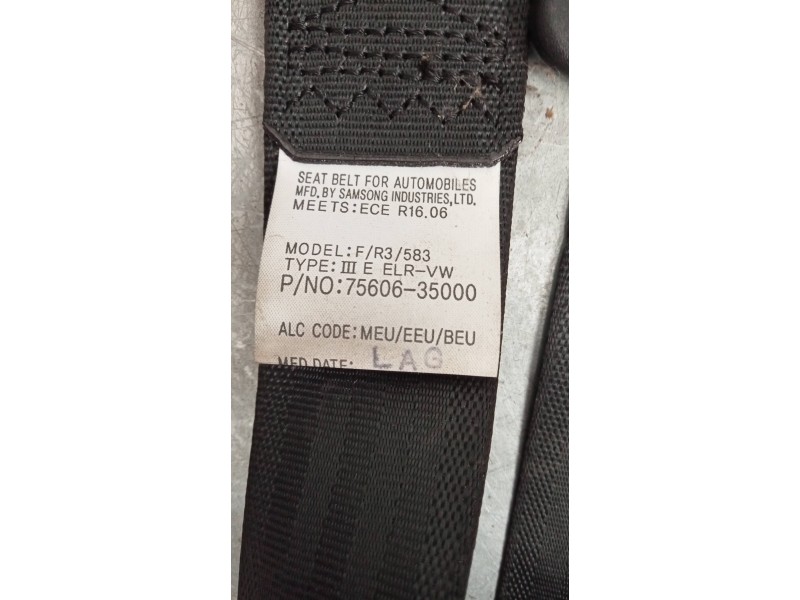 SEAT BELT FOR AUTOMOBILES
MFD. BY SAMSONG INDUSTRIES, LTD.
MEETS:ECE R16.06
MODEL:F/R3/583
TYPE:III E ELR-VW
P/NO:75606-35000
ALC CODE:MEU/EEU/BEU
MFD DATE: LAG